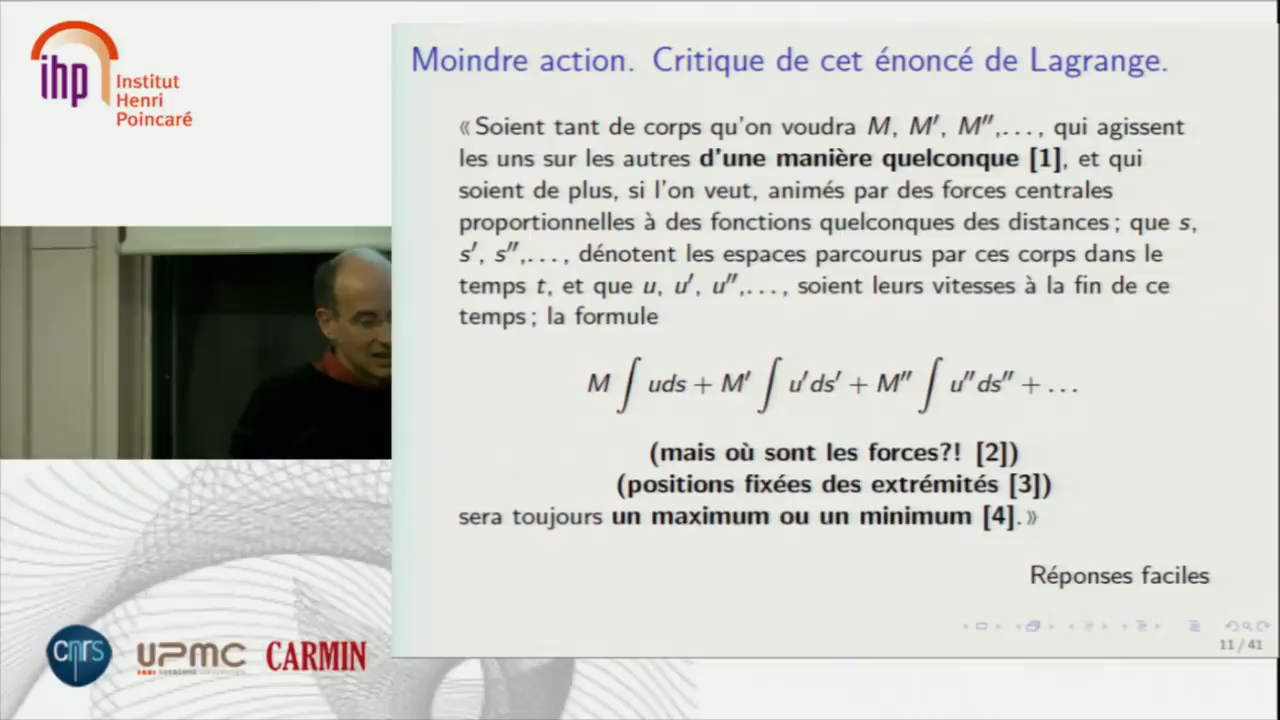 ihp
Institut
Henri
Poincaré
Moindre action. Critique de cet énoncé de Lagrange.
« Soient tant de corps qu'on voudra M, M′, M″,..., qui agissent
les uns sur les autres d'une manière quelconque [1], et qui
soient de plus, si l'on veut, animés par des forces centrales
proportionnelles à des fonctions quelconques des distances ; que s,
s′, s″,..., dénotent les espaces parcourus par ces corps dans le
temps t, et que u, u′, u″,..., soient leurs vitesses à la fin de ce
temps ; la formule
M ∫ uds + M′ ∫ u′ds′ + M″ ∫ u″ds″ + ...
(mais où sont les forces?! [2])
(positions fixées des extrémités [3])
sera toujours un maximum ou un minimum [4]. »
Réponses faciles
11 / 41
cnrs
UPMC
CARMIN